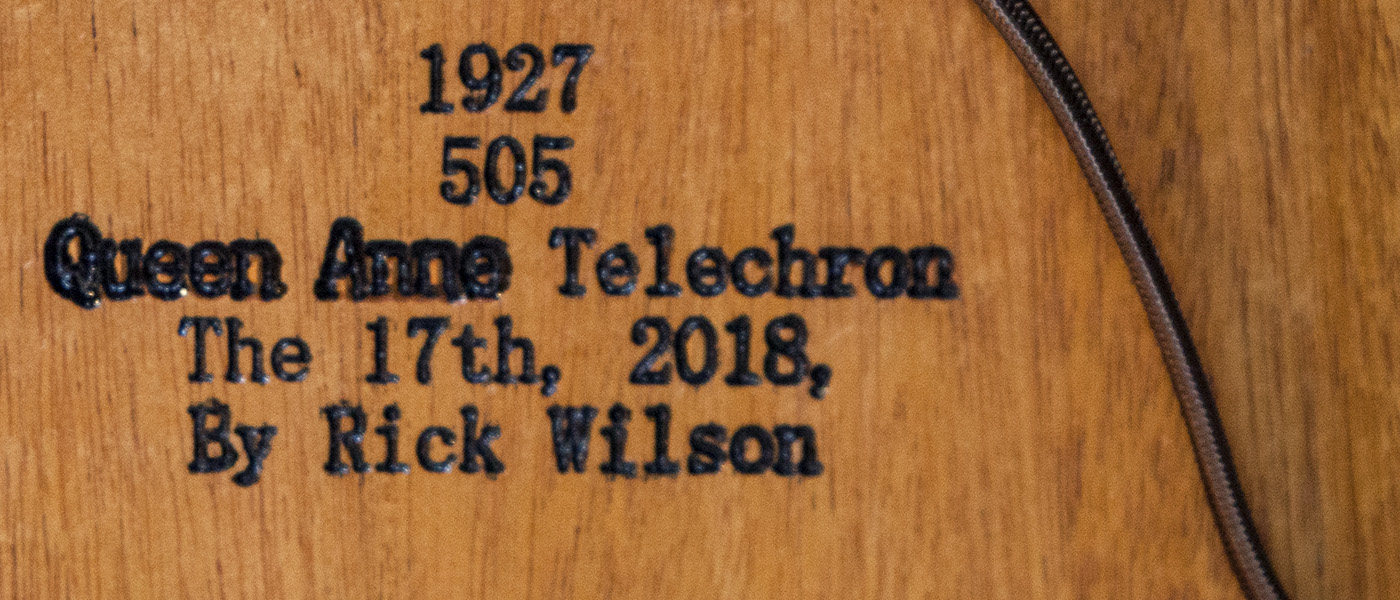 1927
505
Queen Anne Telechron
The 17th, 2018,
By Rick Wilson